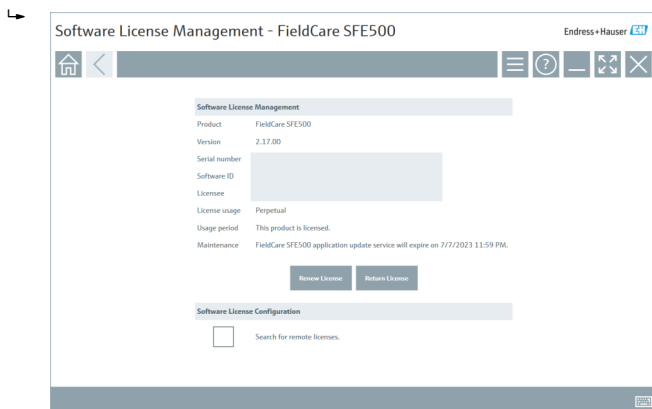 Software License Management - FieldCare SFE500
Endress+Hauser EH
Software License Management
Product FieldCare SFE500
Version 2.17.00
Serial number
Software ID
Licensee
License usage Perpetual
Usage period This product is licensed.
Maintenance FieldCare SFE500 application update service will expire on 7/7/2023 11:59 PM.
Renew License Return License
Software License Configuration
Search for remote licenses.